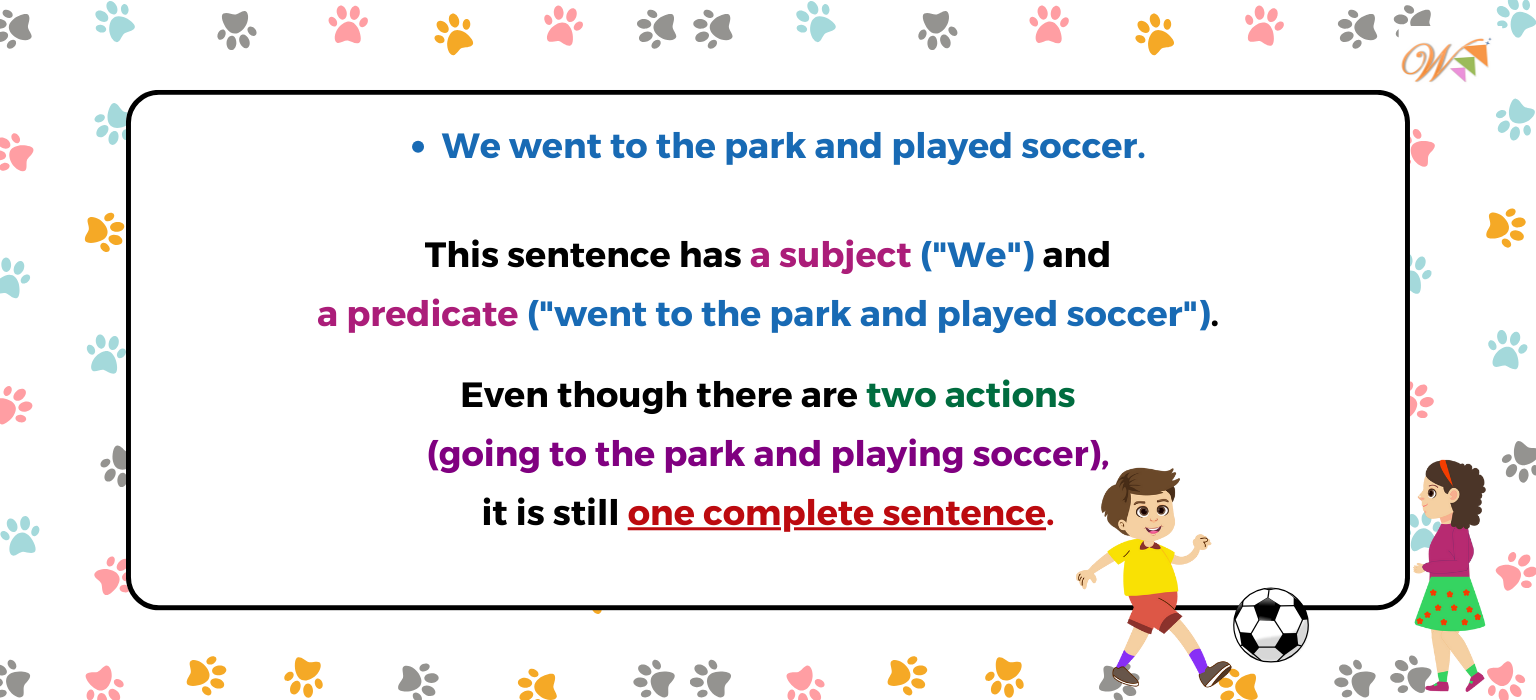 • We went to the park and played soccer.
This sentence has a subject ("We") and
a predicate ("went to the park and played soccer").
Even though there are two actions
(going to the park and playing soccer),
it is still one complete sentence.
W